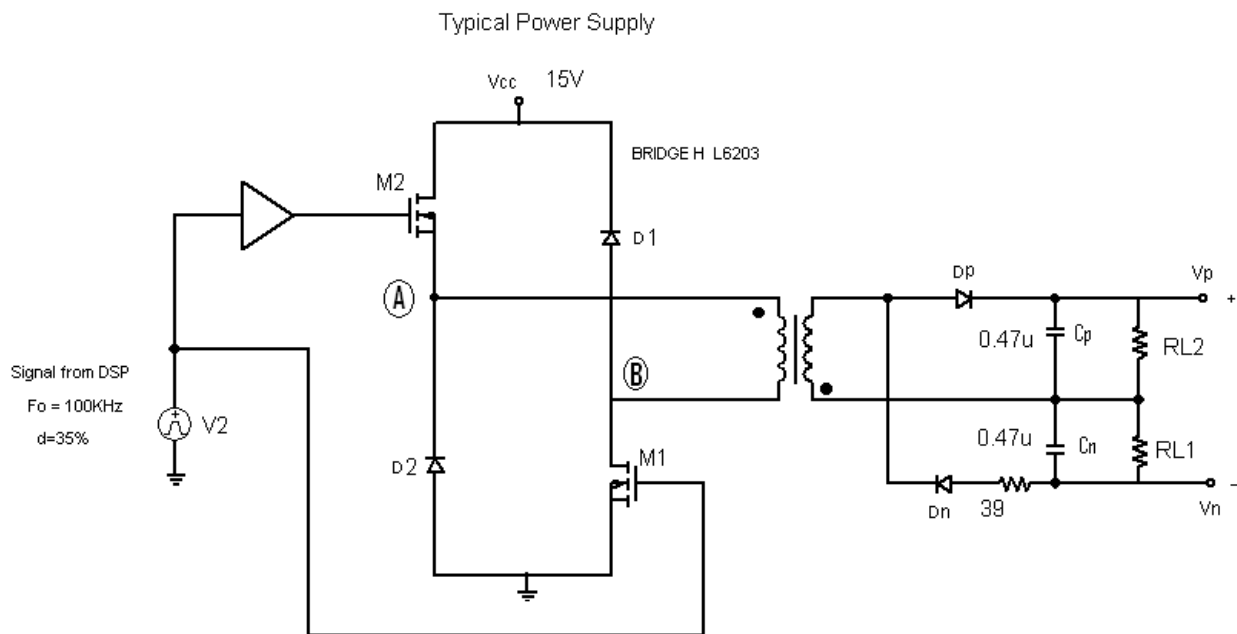 Typical Power Supply
Vcc 15V
BRIDGE H L6203
M2
D1
A
Dp
Vp
+
0.47u Cp
RL2
B
Signal from DSP
Fo = 100KHz
d=35%
V2
D2
M1
0.47u Cn
RL1
Dn 39
Vn
-